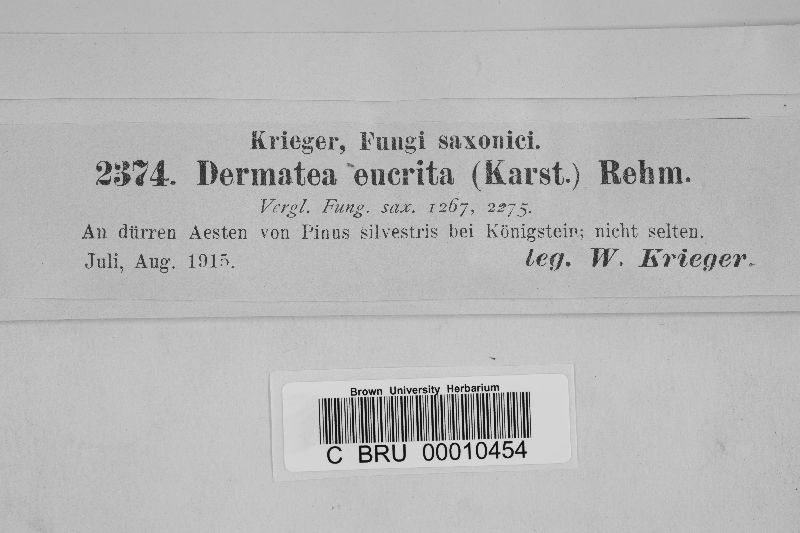 Krieger, Fungi saxonici.
2374. Dermatea eucrita (Karst.) Rehm.
Vergl. Fung. sax. 1267, 2275.
An dürren Aesten von Pinus silvestris bei Königstein; nicht selten.
Juli, Aug. 1915. leg. W. Krieger.
Brown University Herbarium
C BRU 00010454